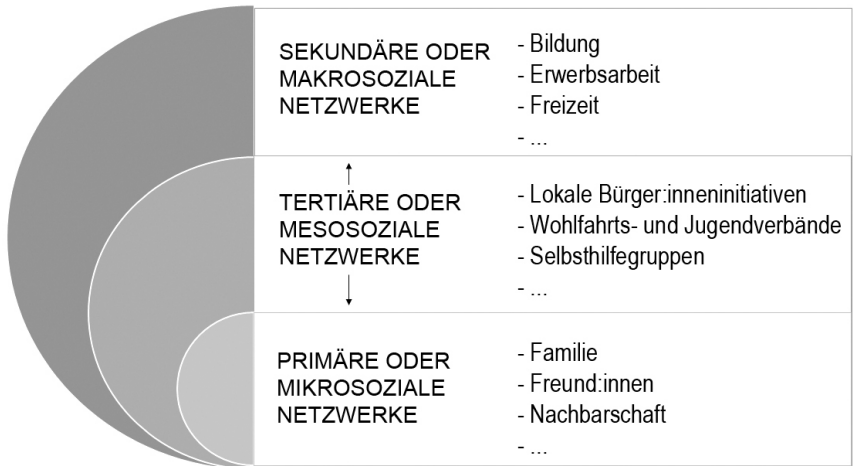 SEKUNDÄRE ODER
MAKROSOZIALE
NETZWERKE
- Bildung
- Erwerbsarbeit
- Freizeit
- ...
TERTIÄRE ODER
MESOSOZIALE
NETZWERKE
- Lokale Bürger:inneninitiativen
- Wohlfahrts- und Jugendverbände
- Selbsthilfegruppen
- ...
PRIMÄRE ODER
MIKROSOZIALE
NETZWERKE
- Familie
- Freund:innen
- Nachbarschaft
- ...